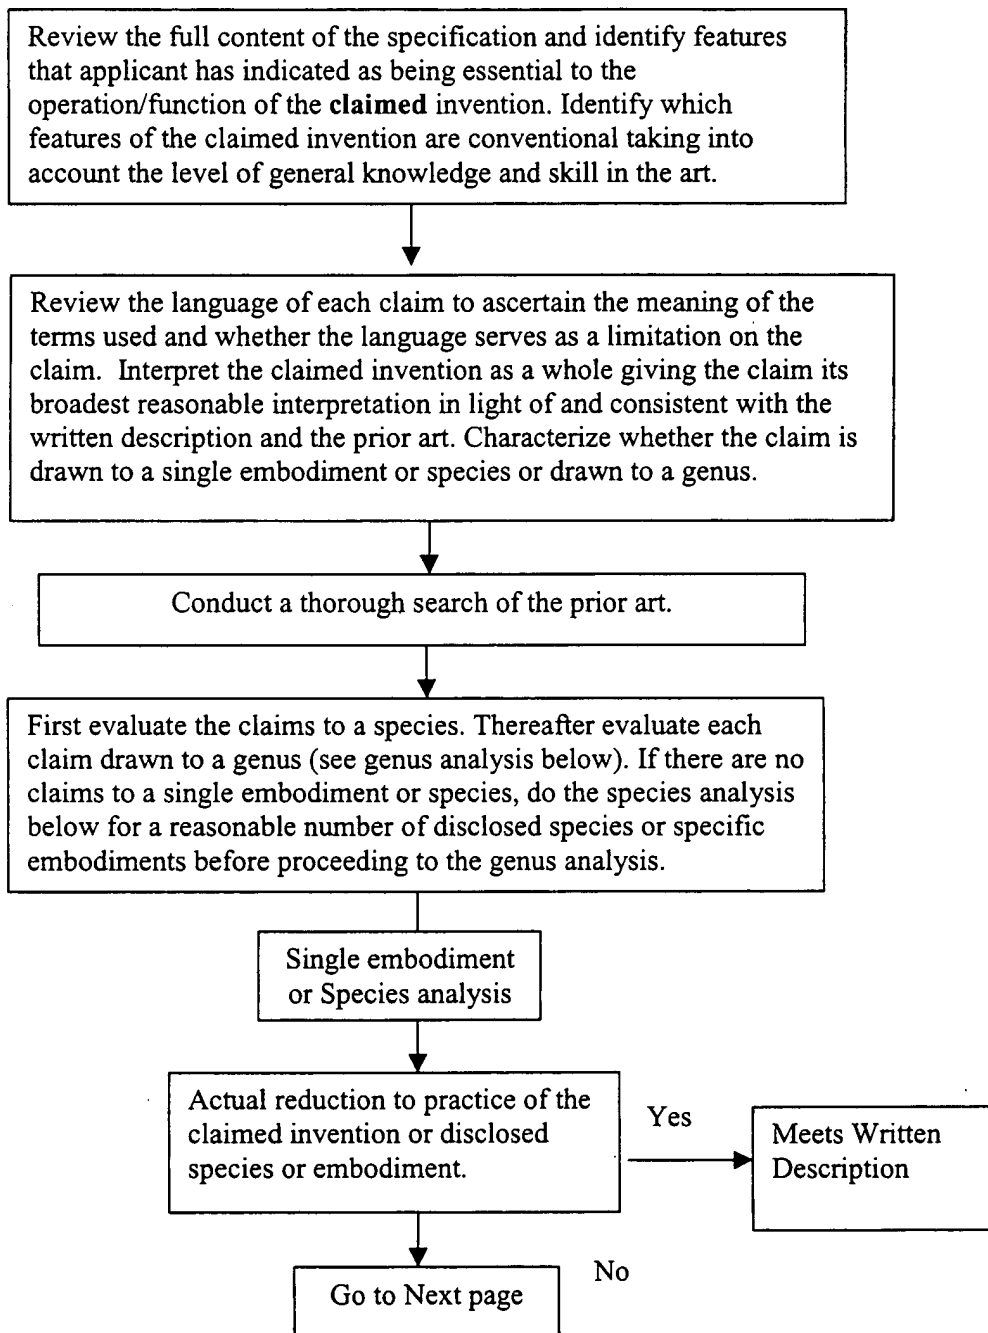 Review the full content of the specification and identify features
that applicant has indicated as being essential to the
operation/function of the claimed invention. Identify which
features of the claimed invention are conventional taking into
account the level of general knowledge and skill in the art.
Review the language of each claim to ascertain the meaning of the
terms used and whether the language serves as a limitation on the
claim. Interpret the claimed invention as a whole giving the claim its
broadest reasonable interpretation in light of and consistent with the
written description and the prior art. Characterize whether the claim is
drawn to a single embodiment or species or drawn to a genus.
Conduct a thorough search of the prior art.
First evaluate the claims to a species. Thereafter evaluate each
claim drawn to a genus (see genus analysis below). If there are no
claims to a single embodiment or species, do the species analysis
below for a reasonable number of disclosed species or specific
embodiments before proceeding to the genus analysis.
Single embodiment
or Species analysis
Actual reduction to practice of the
claimed invention or disclosed
species or embodiment.
Yes
Meets Written
Description
No
Go to Next page